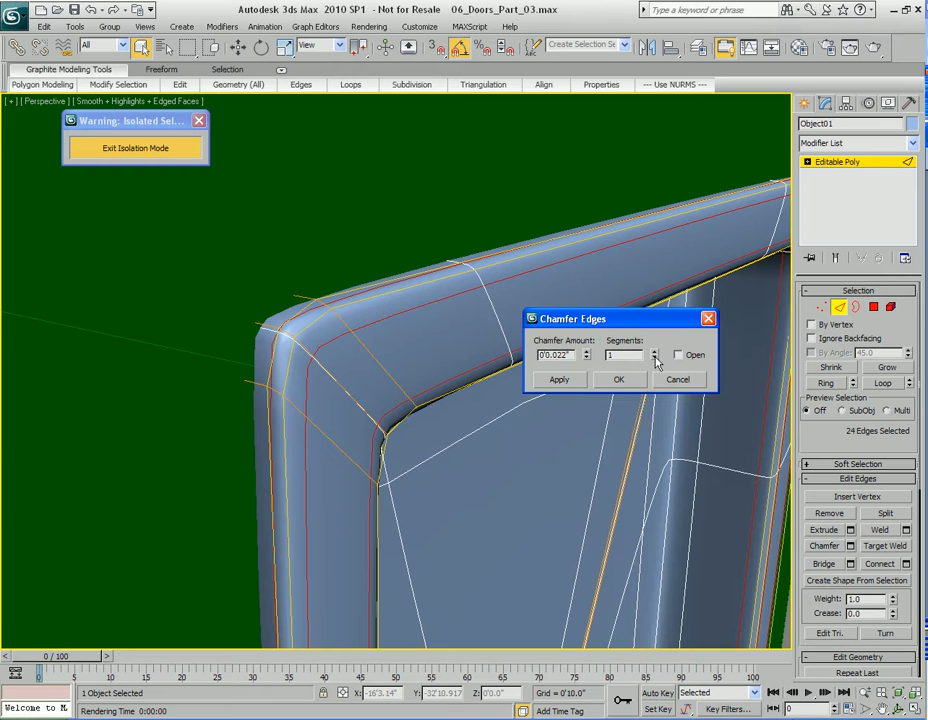 Autodesk 3ds Max 2010 SP1 - Not for Resale 06_Doors_Part_03.max
Type a keyword or phrase
Edit Tools Group Views Create Modifiers Animation Graph Editors Rendering Customize MAXScript Help
All View Create Selection Se
Graphite Modeling Tools Freeform Selection
Polygon Modeling Modify Selection Edit Geometry (All) Edges Loops Subdivision Triangulation Align Properties --- Use NURMS ---
[ + ] [ Perspective ] [ Smooth + Highlights + Edged Faces ]
Warning: Isolated Sel...
Exit Isolation Mode
Object01
Modifier List
Editable Poly
Chamfer Edges
Chamfer Amount: Segments:
0'0.022" 1 Open
Apply OK Cancel
Selection
By Vertex
Ignore Backfacing
By Angle: 45.0
Shrink Grow
Ring Loop
Preview Selection
Off SubObj Multi
24 Edges Selected
Soft Selection
Edit Edges
Insert Vertex
Remove Split
Extrude Weld
Chamfer Target Weld
Bridge Connect
Create Shape From Selection
Weight: 1.0
Crease: 0.0
Edit Tri. Turn
Edit Geometry
Repeat Last
0 / 100
0 5 10 15 20 25 30 35 40 45 50 55 60 65 70 75 80 85 90 95 100
1 Object Selected X: -16'3.14" Y: -32'10.917 Z: 0'0.0" Grid = 0'10.0" Auto Key Selected
Welcome to M Rendering Time 0:00:00 Add Time Tag Set Key Key Filters... 0